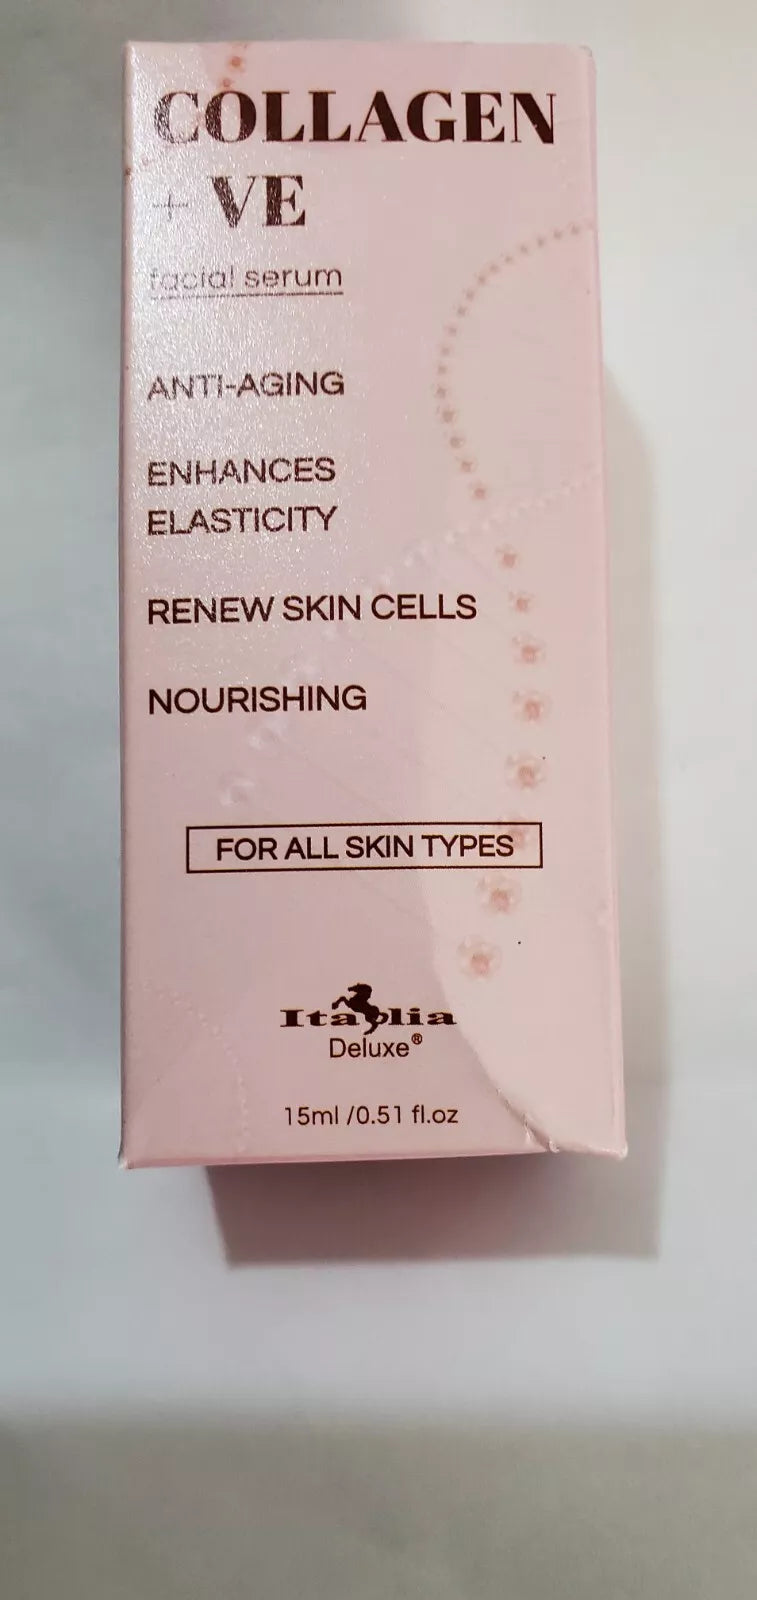 COLLAGEN
+ VE
facial serum
ANTI-AGING
ENHANCES
ELASTICITY
RENEW SKIN CELLS
NOURISHING
FOR ALL SKIN TYPES
Italia
Deluxe®
15ml /0.51 fl.oz